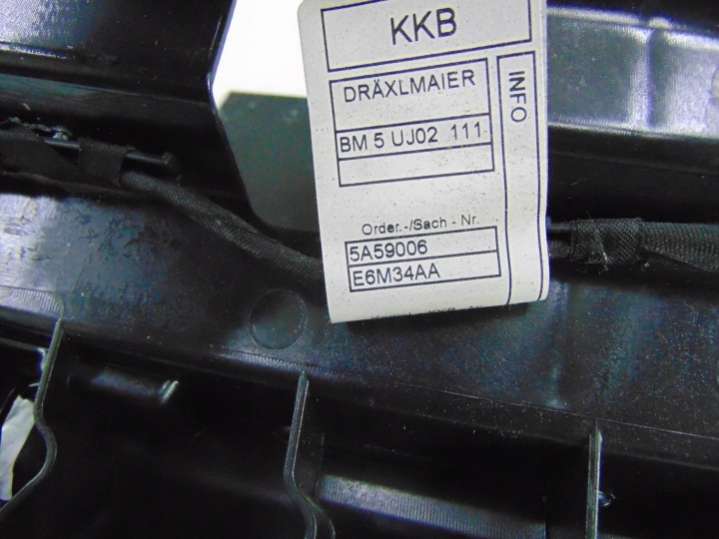 KKB
DRÄXLMAIER
BM 5 UJ02 111
INFO
Order.-/Sach - Nr.
5A59006
E6M34AA